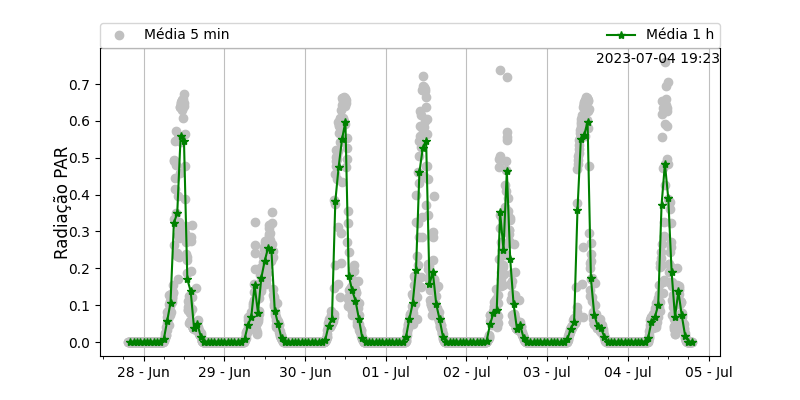 Média 5 min
Média 1 h
2023-07-04 19:23
Radiação PAR
0.7
0.6
0.5
0.4
0.3
0.2
0.1
0.0
28 - Jun
29 - Jun
30 - Jun
01 - Jul
02 - Jul
03 - Jul
04 - Jul
05 - Jul